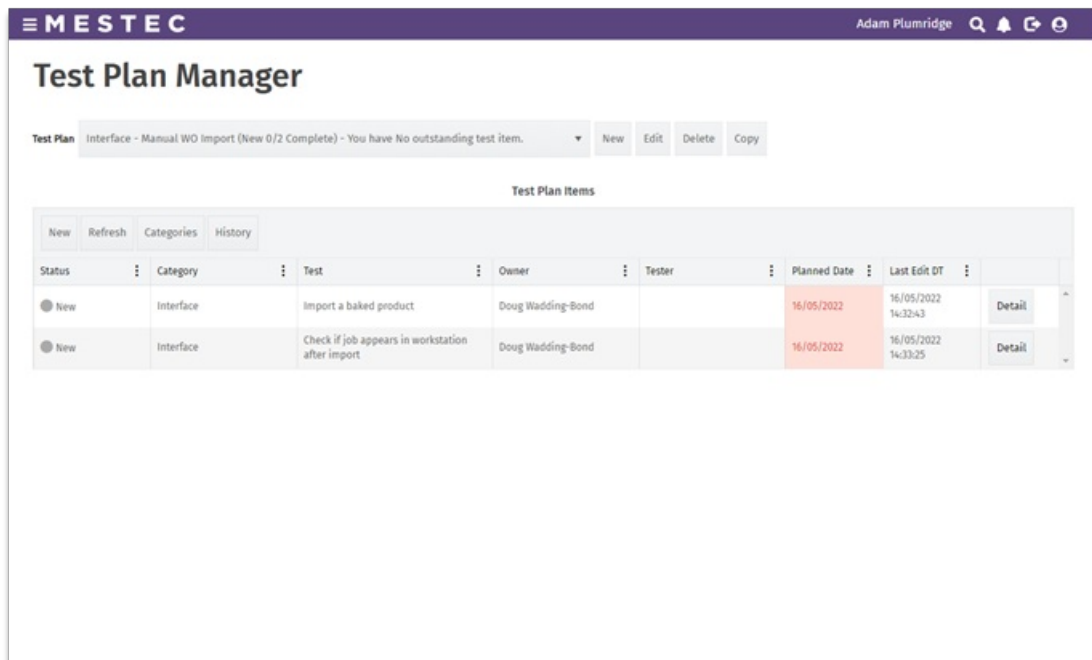 MESTEC Adam Plumridge
Test Plan Manager
Test Plan Interface - Manual WO Import (New 0/2 Complete) - You have No outstanding test item. New Edit Delete Copy
Test Plan Items
New Refresh Categories History
Status Category Test Owner Tester Planned Date Last Edit DT
New Interface Import a baked product Doug Wadding-Bond 16/05/2022 16/05/2022
14:32:43 Detail
New Interface Check if job appears in workstation
after import Doug Wadding-Bond 16/05/2022 16/05/2022
14:33:25 Detail